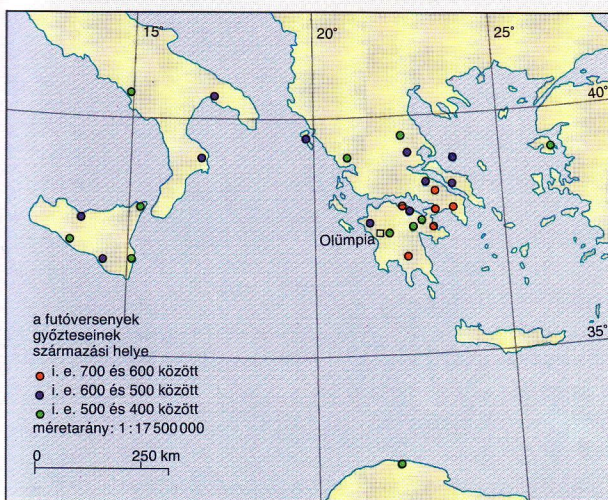 15°
20°
25°
40°
Olümpia
35°
a futóversenyek
győzteseinek
származási helye
i. e. 700 és 600 között
i. e. 600 és 500 között
i. e. 500 és 400 között
méretarány: 1:17 500 000
0 250 km